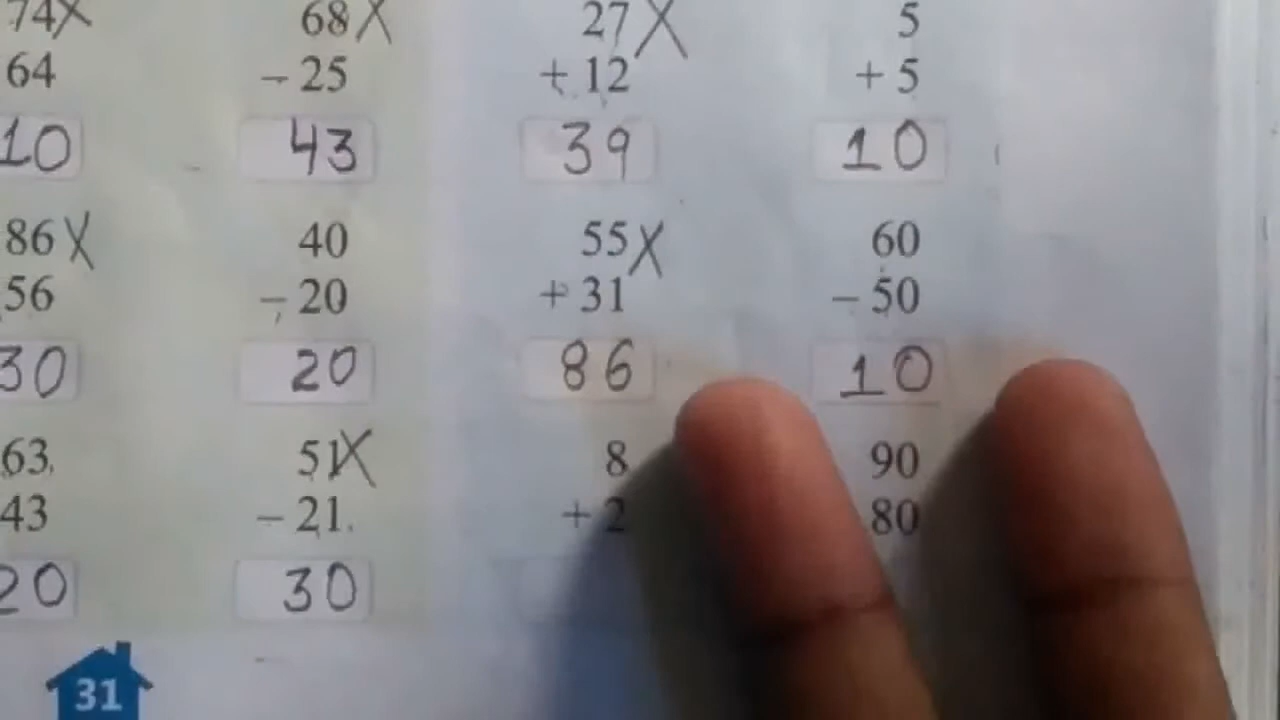 74X 68X 27X 5
64 - 25 + 12 + 5
10 43 39 10
86X 40 55X 60
56 - 20 + 31 - 50
30 20 86 10
63 51X 8 90
43 - 21 + 2 80
20 30
31